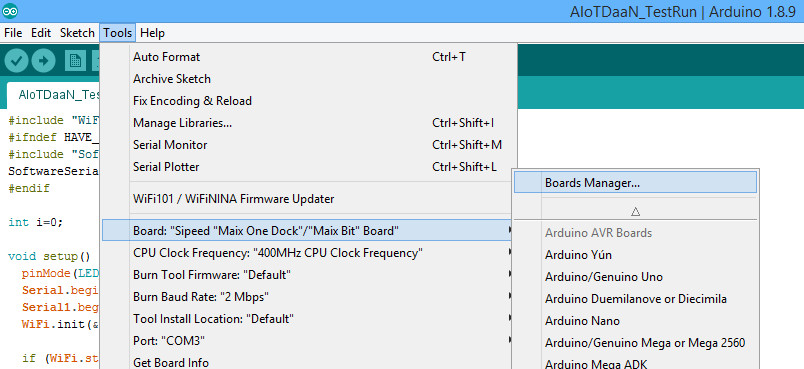 AIoTDaaN_TestRun | Arduino 1.8.9
File Edit Sketch Tools Help
Auto Format Ctrl+T
Archive Sketch
Fix Encoding & Reload
Manage Libraries... Ctrl+Shift+I
Serial Monitor Ctrl+Shift+M
Serial Plotter Ctrl+Shift+L
WiFi101 / WiFiNINA Firmware Updater
Board: "Sipeed "Maix One Dock"/"Maix Bit" Board"
CPU Clock Frequency: "400MHz CPU Clock Frequency"
Burn Tool Firmware: "Default"
Burn Baud Rate: "2 Mbps"
Tool Install Location: "Default"
Port: "COM3"
Get Board Info
Boards Manager...
△
Arduino AVR Boards
Arduino Yún
Arduino/Genuino Uno
Arduino Duemilanove or Diecimila
Arduino Nano
Arduino/Genuino Mega or Mega 2560
Arduino Mega ADK
AIoTDaaN_Tes
#include "WiF
#ifndef HAVE_
#include "Sof
SoftwareSeria
#endif
int i=0;
void setup()
pinMode(LED
Serial.begi
Serial1.beg
WiFi.init(&
if (WiFi.st